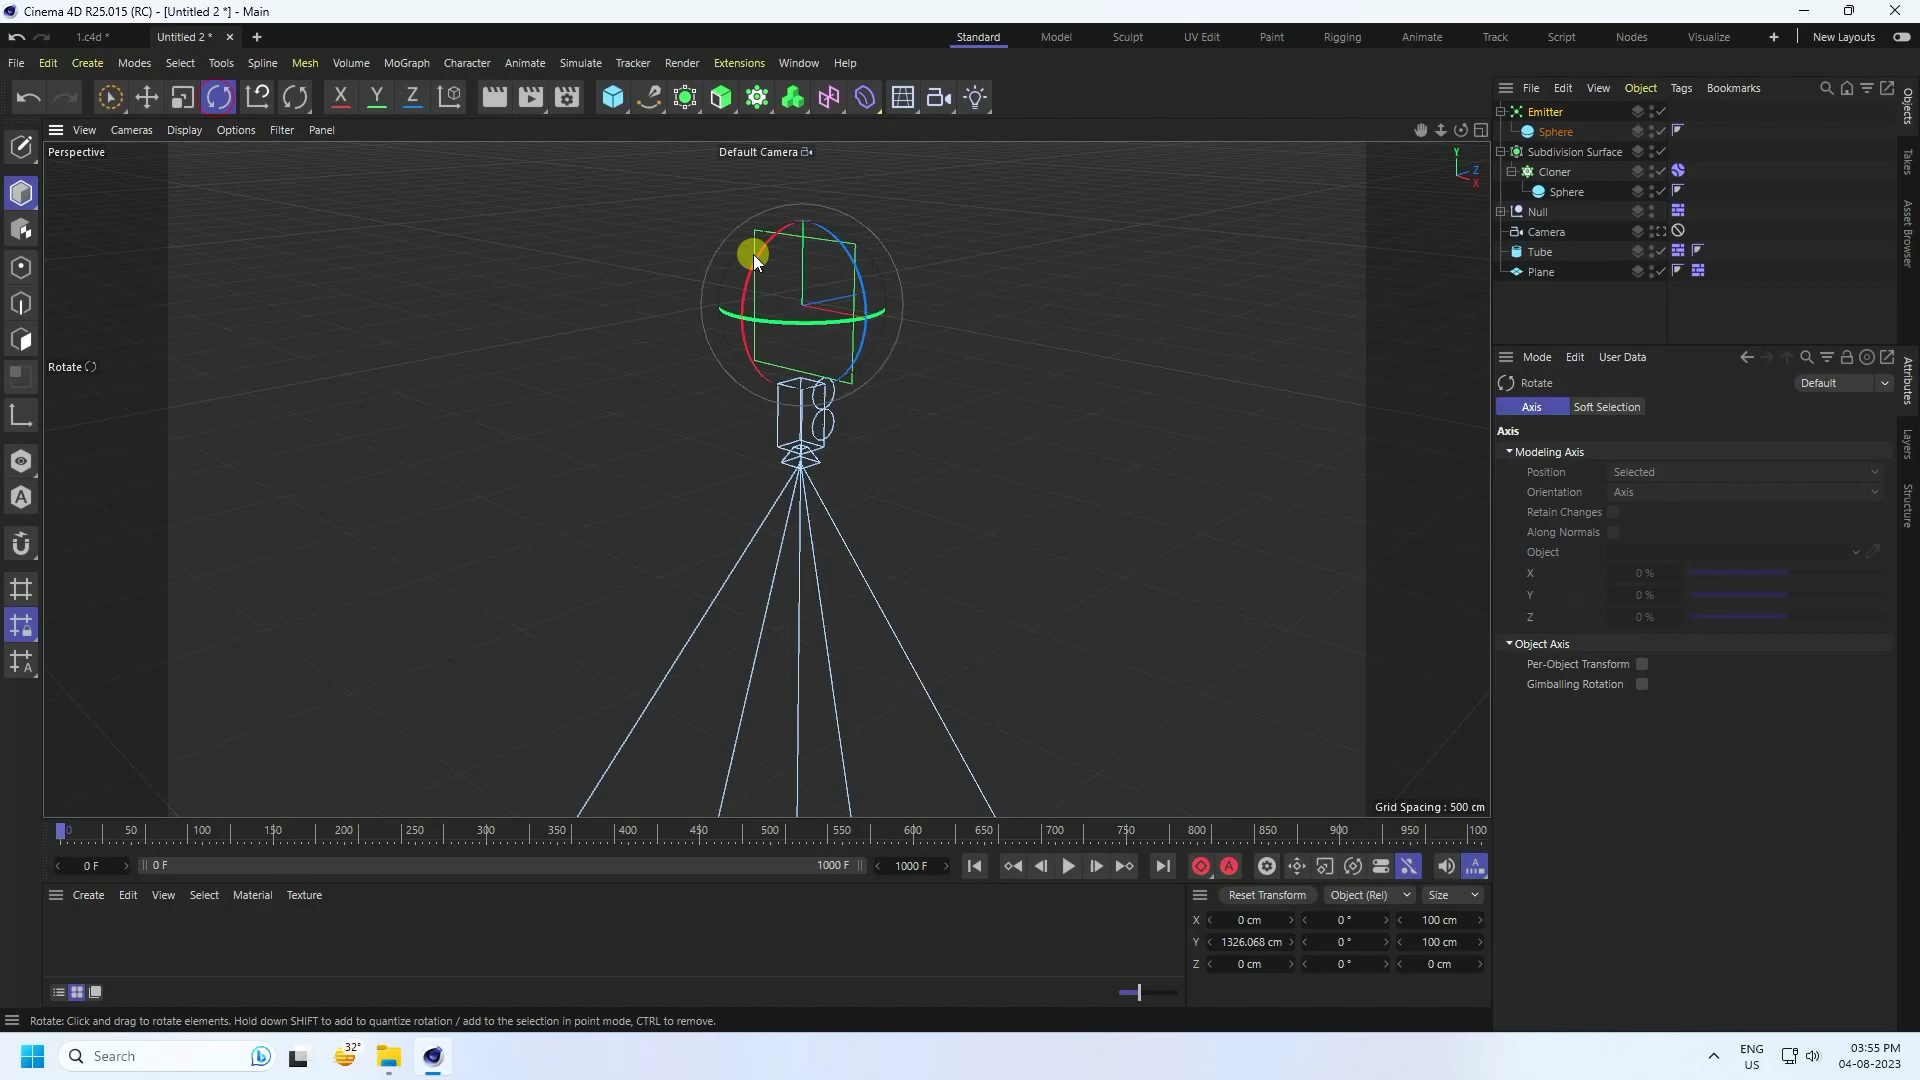 Cinema 4D R25.015 (RC) - [Untitled 2 *] - Main
1.c4d *
Untitled 2 *
Standard
Model
Sculpt
UV Edit
Paint
Rigging
Animate
Track
Script
Nodes
Visualize
New Layouts
File Edit Create Modes Select Tools Spline Mesh Volume MoGraph Character Animate Simulate Tracker Render Extensions Window Help
X Y Z
File Edit View Object Tags Bookmarks
View Cameras Display Options Filter Panel
Perspective
Default Camera
Y
Z
X
Rotate
Grid Spacing : 500 cm
Emitter
Sphere
Subdivision Surface
Cloner
Sphere
Null
Camera
Tube
Plane
Objects
Takes
Asset Browser
Mode Edit User Data
Rotate
Default
Axis
Soft Selection
Axis
Modeling Axis
Position Selected
Orientation Axis
Retain Changes
Along Normals
Object
X 0 %
Y 0 %
Z 0 %
Object Axis
Per-Object Transform
Gimballing Rotation
Attributes
Layers
Structure
0 50 100 150 200 250 300 350 400 450 500 550 600 650 700 750 800 850 900 950 100
0 F
0 F
1000 F
1000 F
Create Edit View Select Material Texture
Reset Transform
Object (Rel)
Size
X 0 cm 0 ° 100 cm
Y 1326.068 cm 0 ° 100 cm
Z 0 cm 0 ° 0 cm
Rotate: Click and drag to rotate elements. Hold down SHIFT to add to quantize rotation / add to the selection in point mode, CTRL to remove.
Search
32°
ENG
US
03:55 PM
04-08-2023